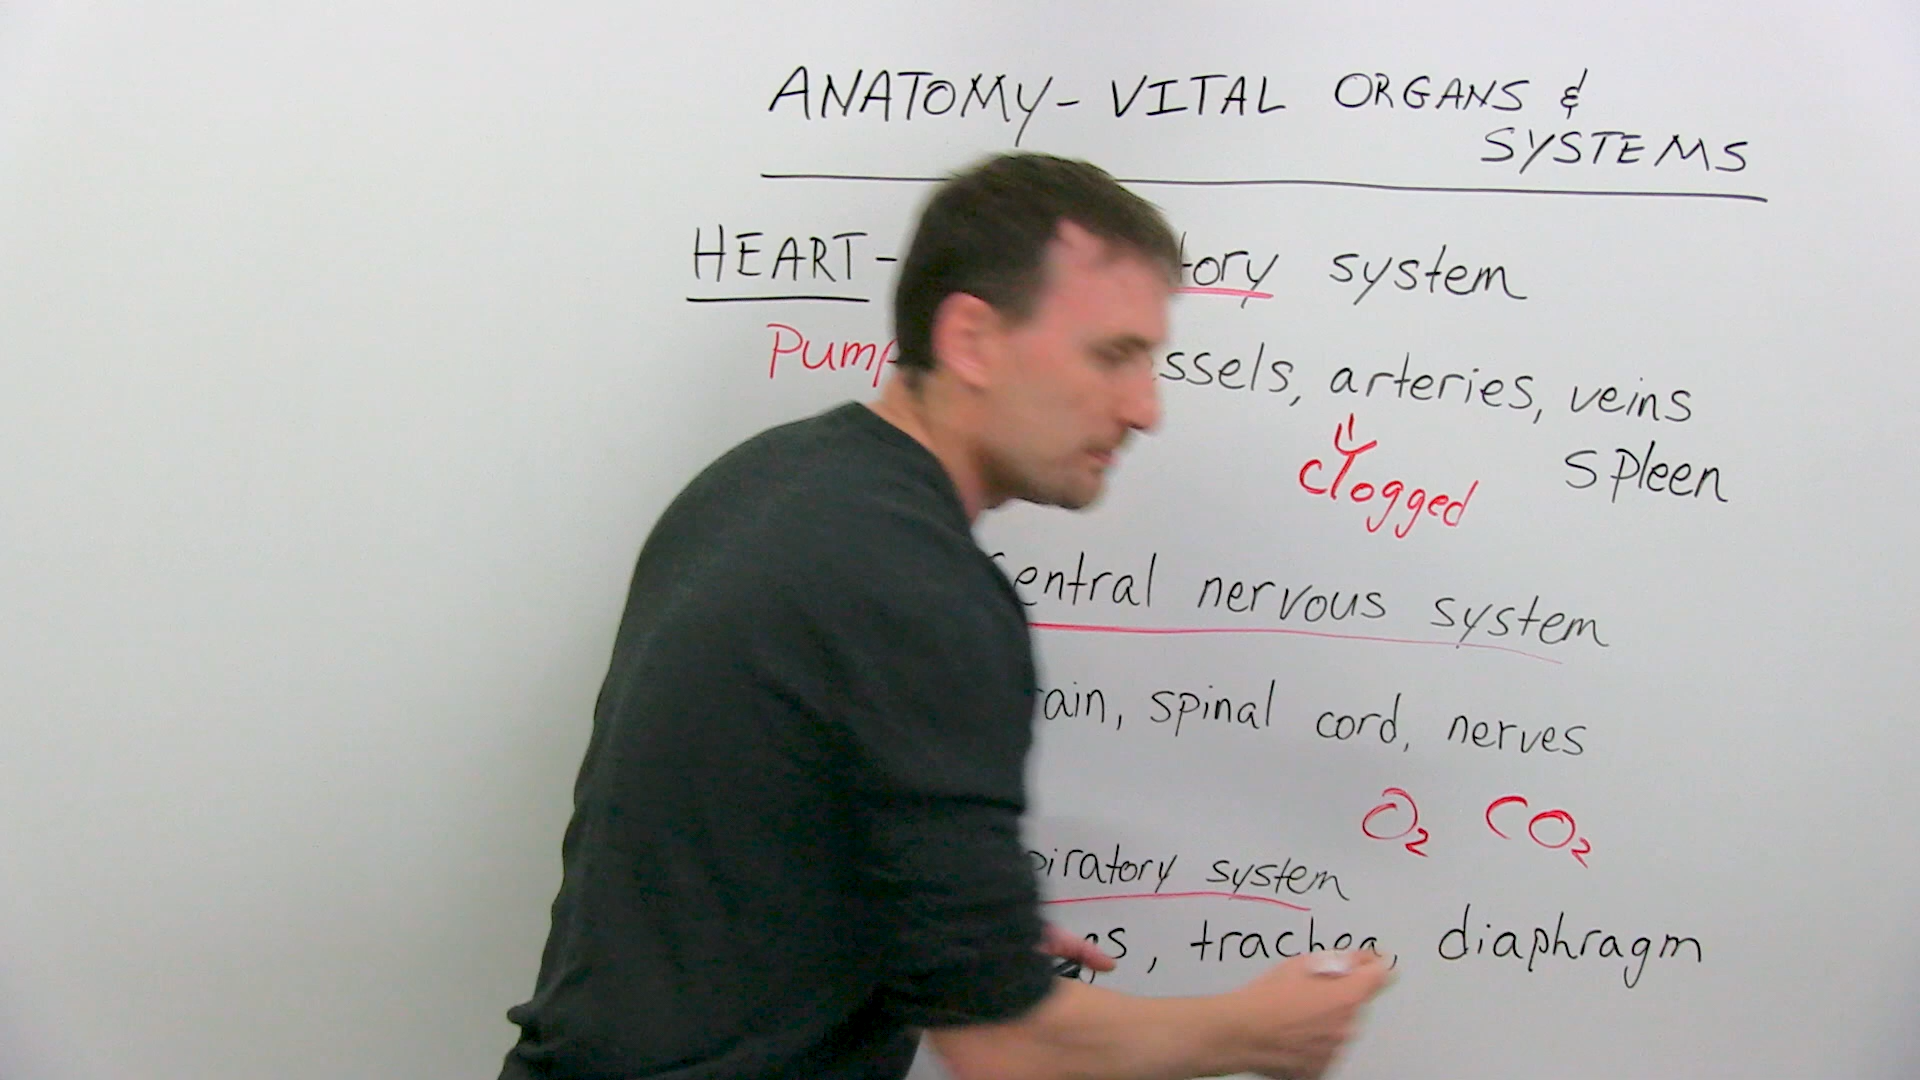 ANATOMY - VITAL ORGANS &
SYSTEMS
HEART - tory system
Pump ssels, arteries, veins
clogged spleen
entral nervous system
ain, spinal cord, nerves
O2 CO2
piratory system
gs, trachea, diaphragm